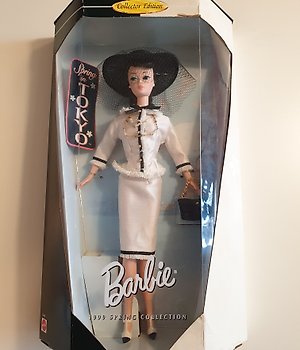 Collector Edition
Spring
in
TOKYO
Barbie
1999 SPRING COLLECTION